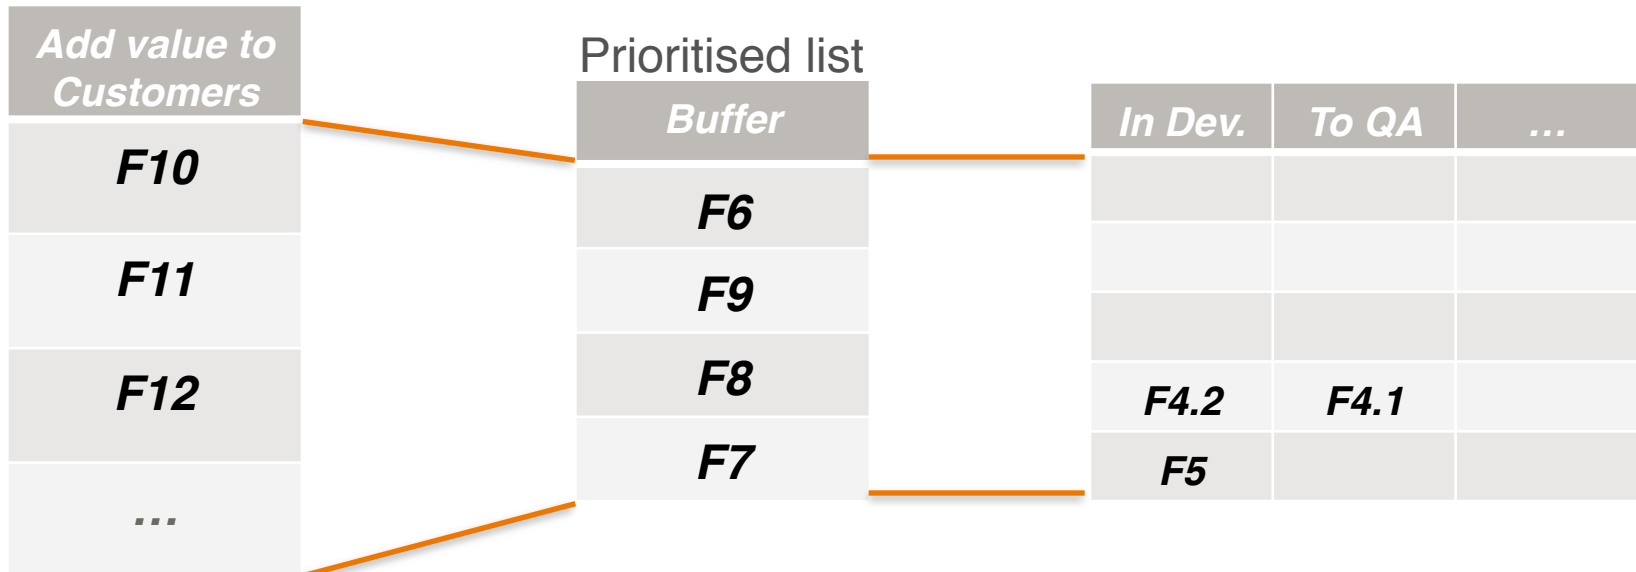 Add value to
Customers
F10
F11
F12
...
Prioritised list
Buffer
F6
F9
F8
F7
In Dev. To QA ...
F4.2 F4.1
F5